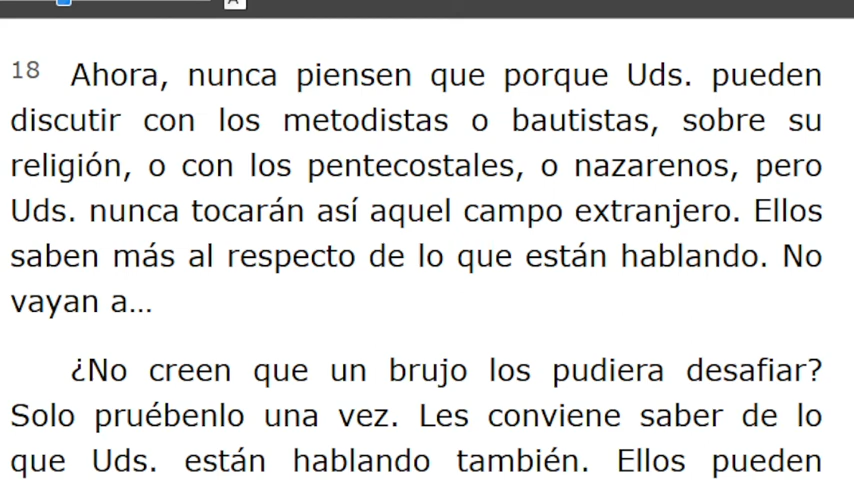 18 Ahora, nunca piensen que porque Uds. pueden
discutir con los metodistas o bautistas, sobre su
religión, o con los pentecostales, o nazarenos, pero
Uds. nunca tocarán así aquel campo extranjero. Ellos
saben más al respecto de lo que están hablando. No
vayan a…
¿No creen que un brujo los pudiera desafiar?
Solo pruébenlo una vez. Les conviene saber de lo
que Uds. están hablando también. Ellos pueden